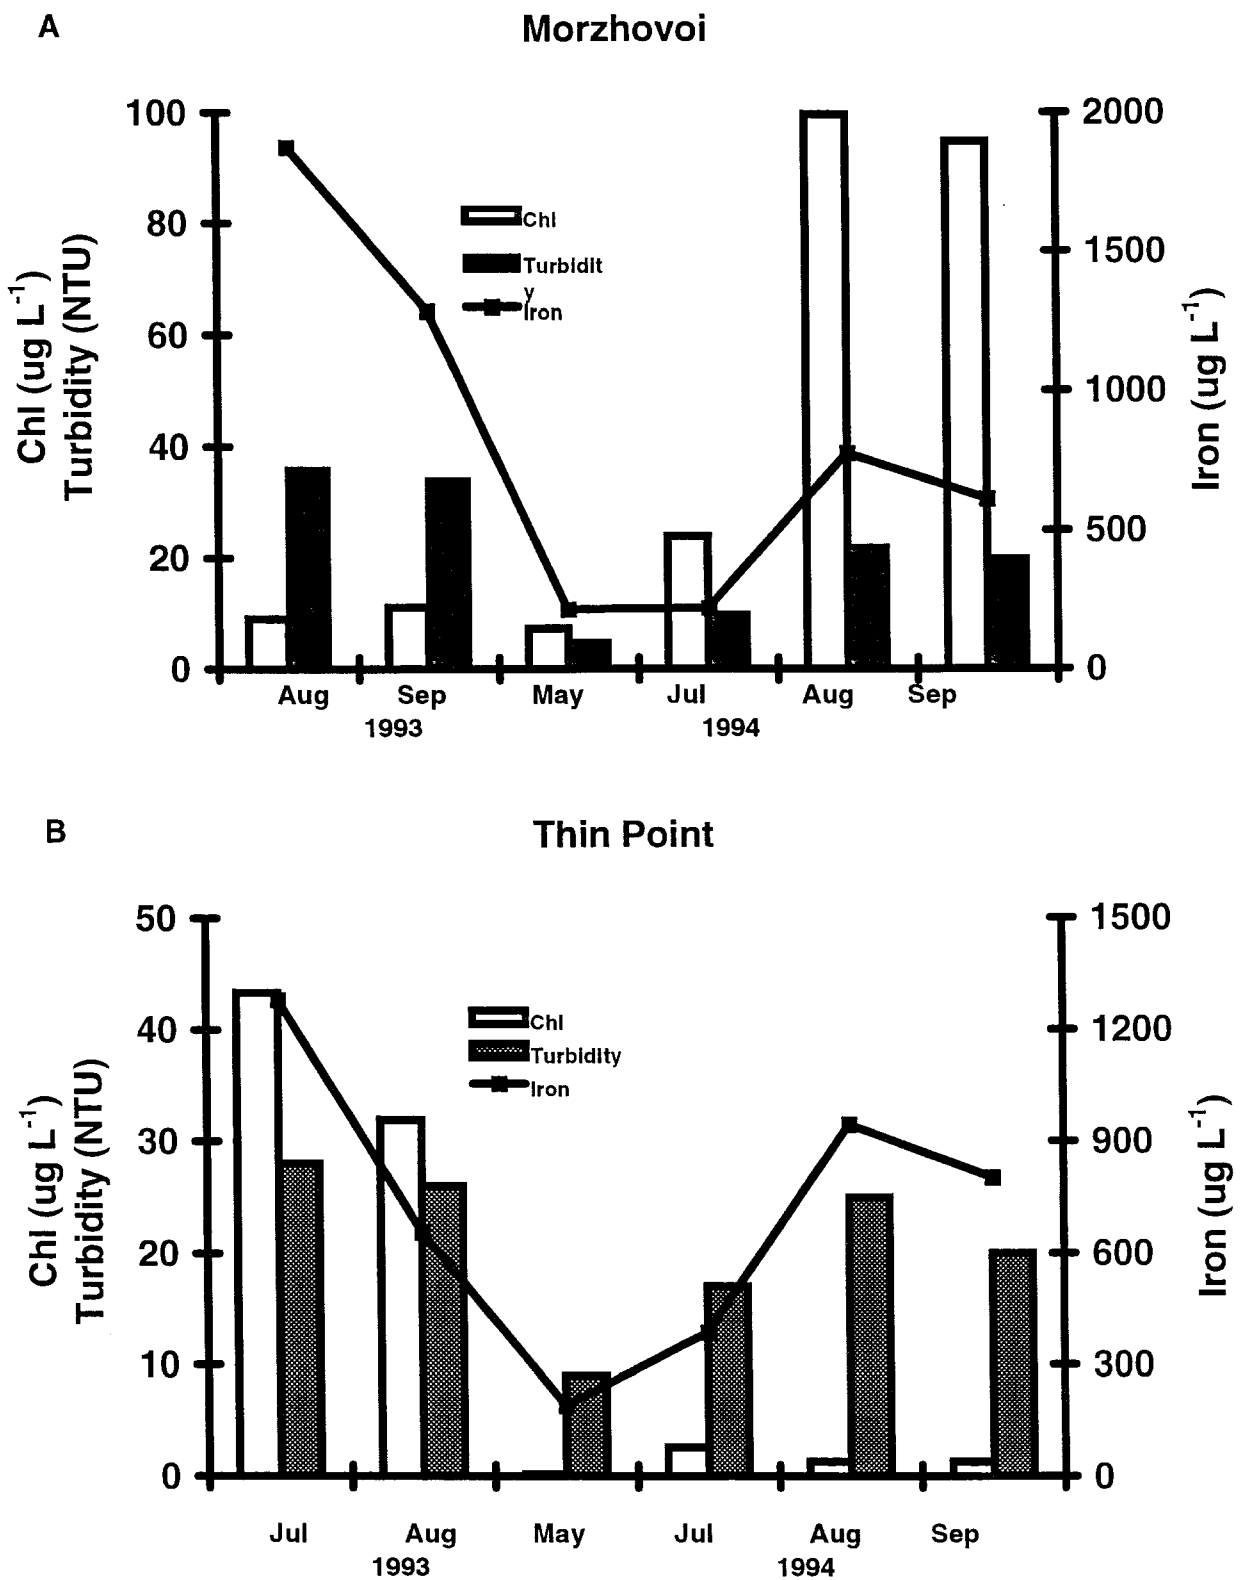 A
Morzhovoi
100
80
60
40
20
0
Chl (ug L-1)
Turbidity (NTU)
2000
1500
1000
500
0
Iron (ug L-1)
Chl
Turbidit
y
Iron
Aug Sep May Jul Aug Sep
1993 1994
B
Thin Point
50
40
30
20
10
0
Chl (ug L-1)
Turbidity (NTU)
1500
1200
900
600
300
0
Iron (ug L-1)
Chl
Turbidity
Iron
Jul Aug May Jul Aug Sep
1993 1994